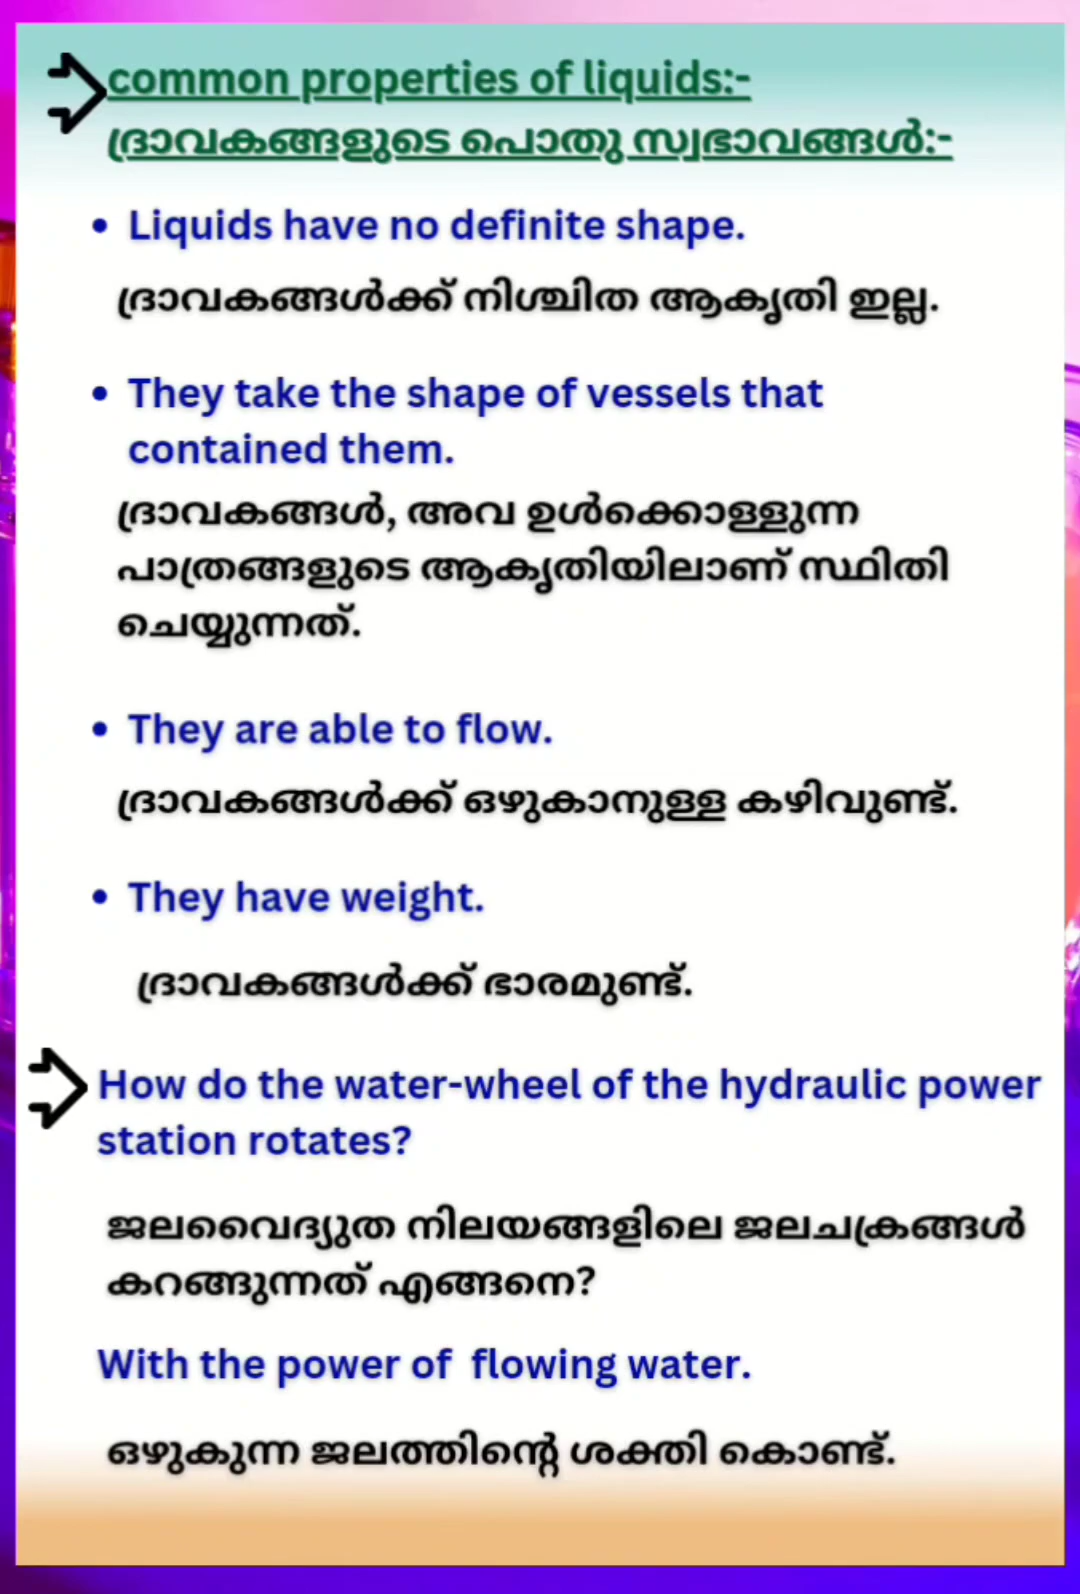 common properties of liquids:-
ദ്രാവകങ്ങളുടെ പൊതു സ്വഭാവങ്ങൾ:-
• Liquids have no definite shape.
ദ്രാവകങ്ങൾക്ക് നിശ്ചിത ആകൃതി ഇല്ല.
• They take the shape of vessels that
contained them.
ദ്രാവകങ്ങൾ, അവ ഉൾക്കൊള്ളുന്ന
പാത്രങ്ങളുടെ ആകൃതിയിലാണ് സ്ഥിതി
ചെയ്യുന്നത്.
• They are able to flow.
ദ്രാവകങ്ങൾക്ക് ഒഴുകാനുള്ള കഴിവുണ്ട്.
• They have weight.
ദ്രാവകങ്ങൾക്ക് ഭാരമുണ്ട്.
How do the water-wheel of the hydraulic power
station rotates?
ജലവൈദ്യുത നിലയങ്ങളിലെ ജലചക്രങ്ങൾ
കറങ്ങുന്നത് എങ്ങനെ?
With the power of flowing water.
ഒഴുകുന്ന ജലത്തിന്റെ ശക്തി കൊണ്ട്.